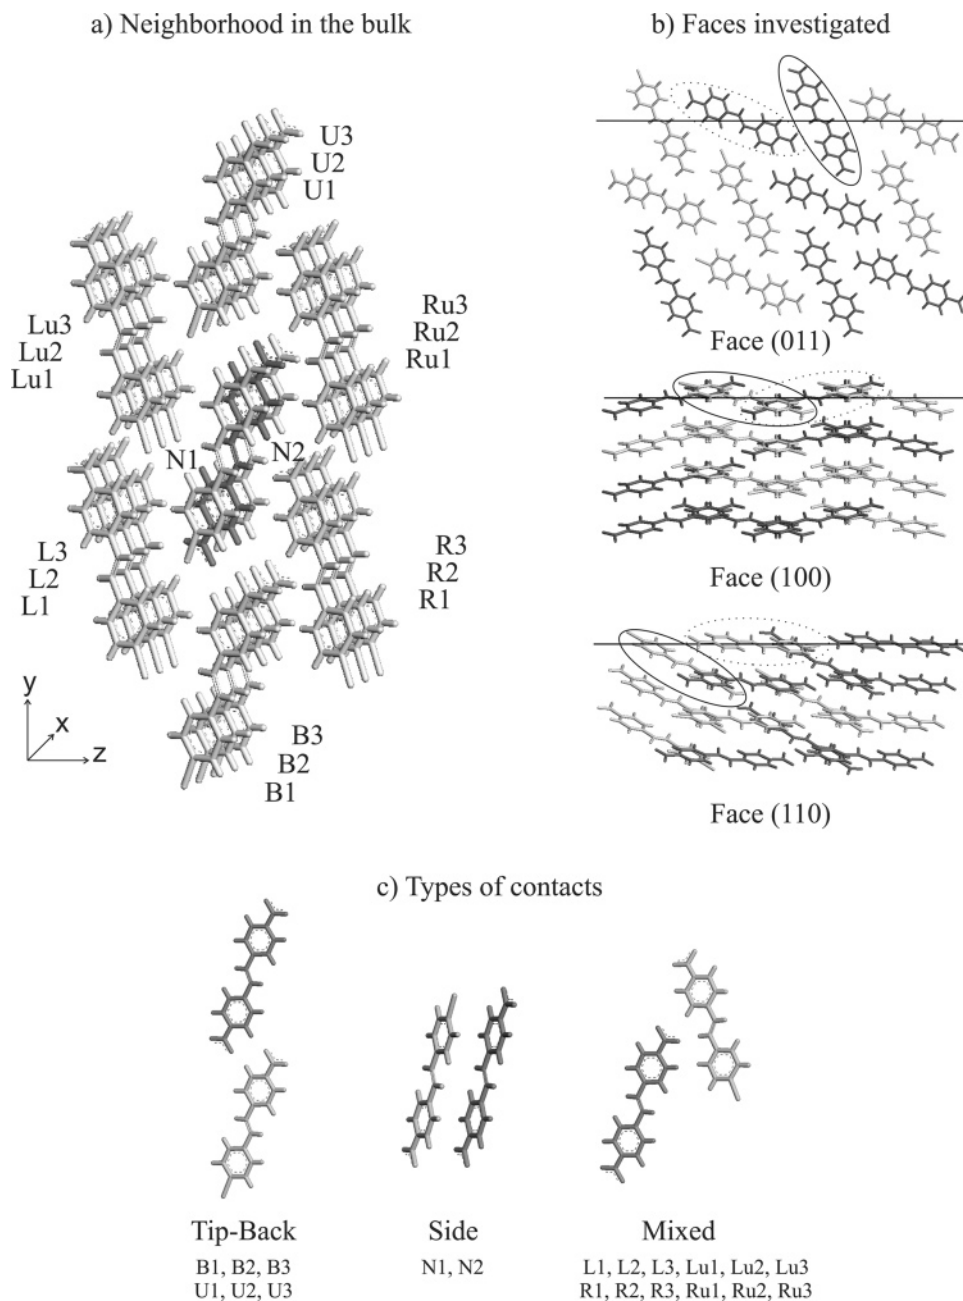 a) Neighborhood in the bulk
U3
U2
U1
Lu3
Lu2
Lu1
Ru3
Ru2
Ru1
N1
N2
L3
L2
L1
R3
R2
R1
B3
B2
B1
y
x
z
b) Faces investigated
Face (011)
Face (100)
Face (110)
c) Types of contacts
Tip-Back
B1, B2, B3
U1, U2, U3
Side
N1, N2
Mixed
L1, L2, L3, Lu1, Lu2, Lu3
R1, R2, R3, Ru1, Ru2, Ru3